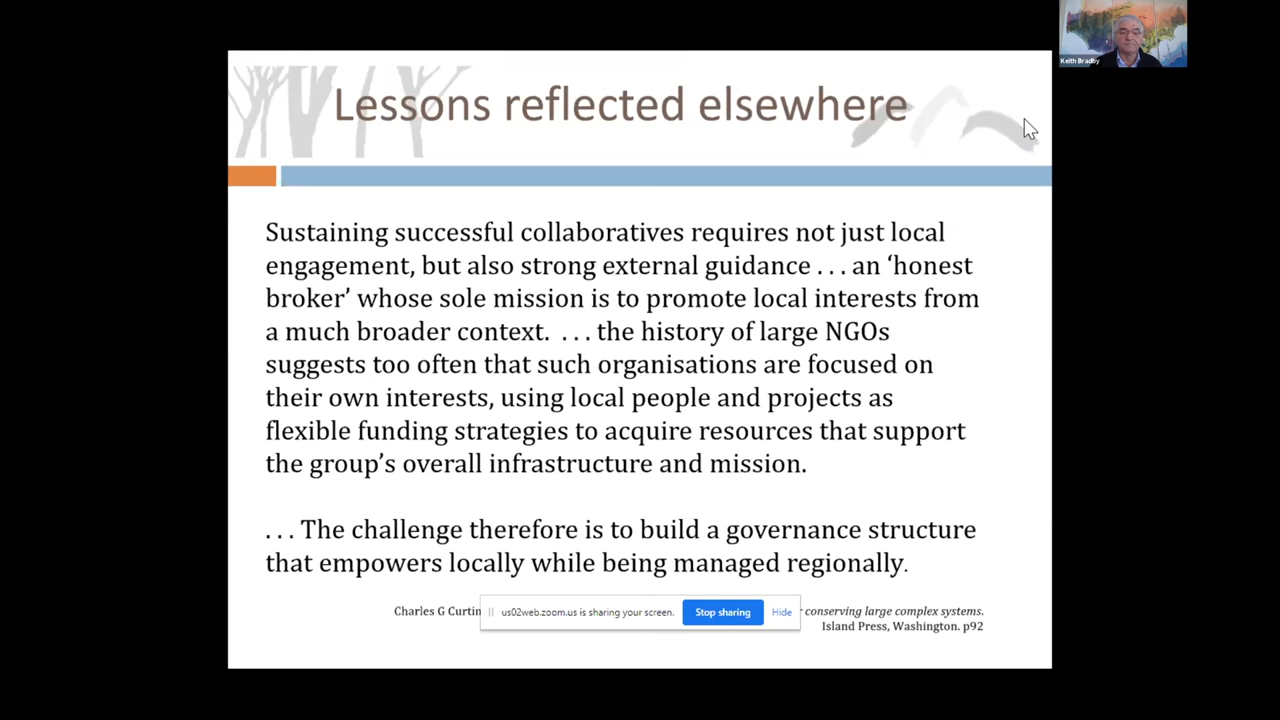 Keith Bradby
Lessons reflected elsewhere
Sustaining successful collaboratives requires not just local
engagement, but also strong external guidance . . . an ‘honest
broker’ whose sole mission is to promote local interests from
a much broader context.  . . . the history of large NGOs
suggests too often that such organisations are focused on
their own interests, using local people and projects as
flexible funding strategies to acquire resources that support
the group’s overall infrastructure and mission.
. . . The challenge therefore is to build a governance structure
that empowers locally while being managed regionally.
Charles G Curtin
us02web.zoom.us is sharing your screen. Stop sharing Hide
conserving large complex systems.
Island Press, Washington. p92